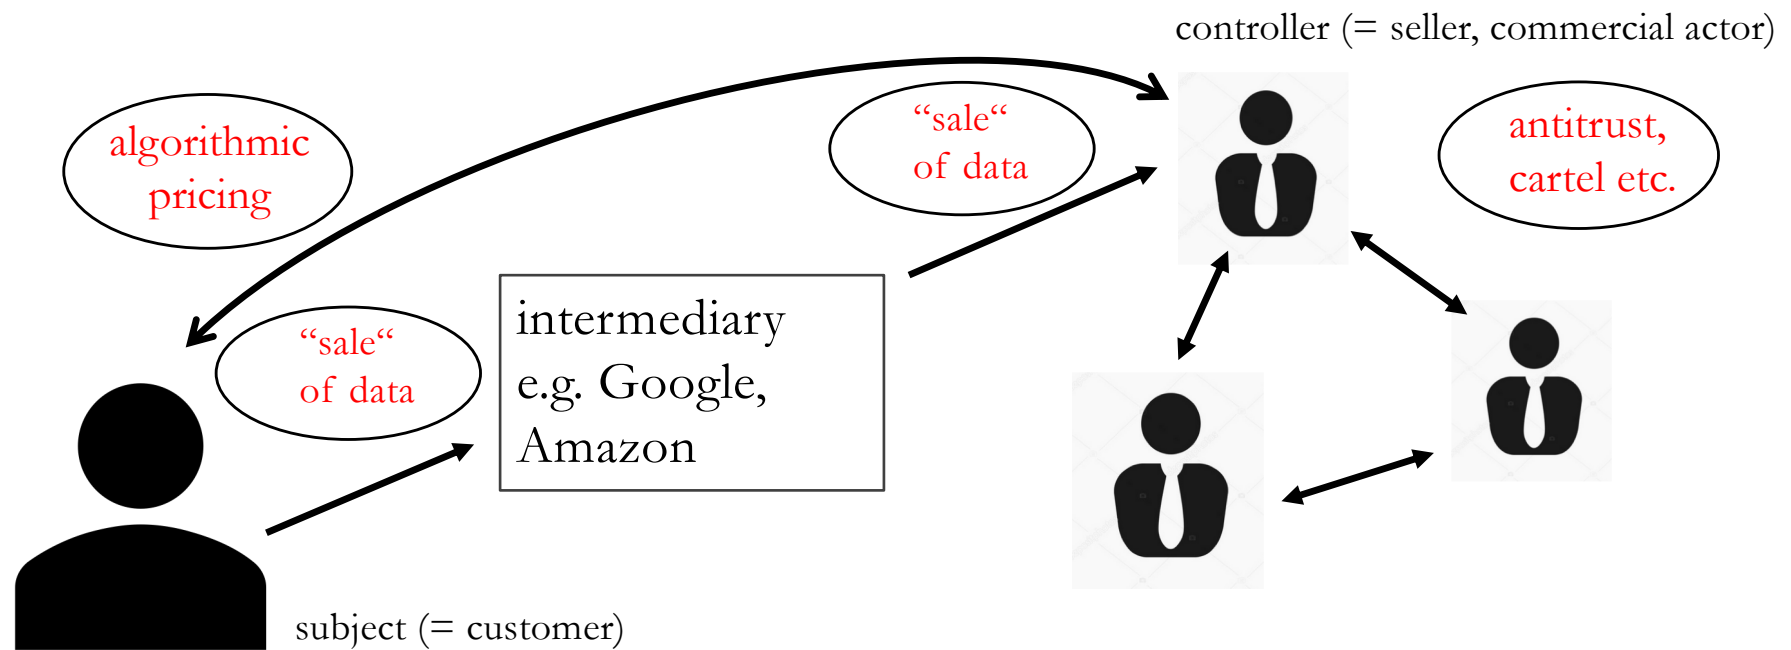 controller (= seller, commercial actor)
algorithmic
pricing
“sale“
of data
antitrust,
cartel etc.
“sale“
of data
intermediary
e.g. Google,
Amazon
subject (= customer)